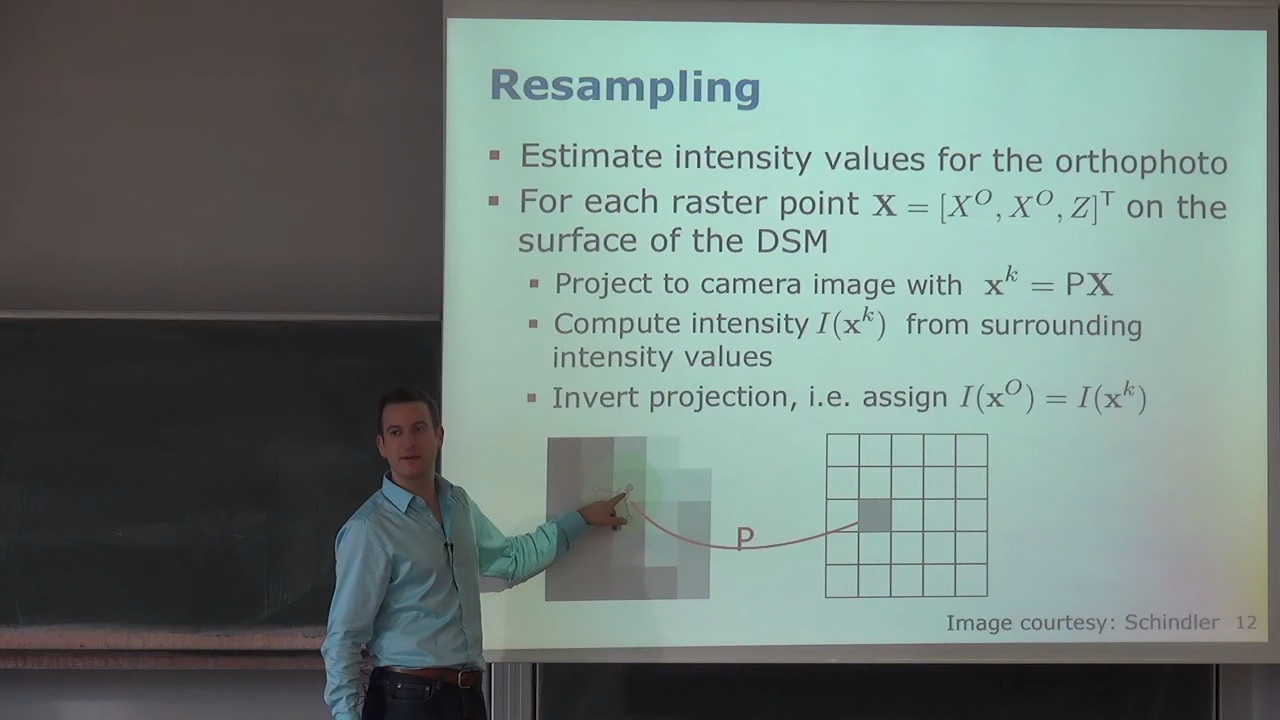 Resampling
▪ Estimate intensity values for the orthophoto
▪ For each raster point X = [X^O, X^O, Z]^T on the
surface of the DSM
▪ Project to camera image with x^k = PX
▪ Compute intensity I(x^k) from surrounding
intensity values
▪ Invert projection, i.e. assign I(x^O) = I(x^k)
P
Image courtesy: Schindler 12